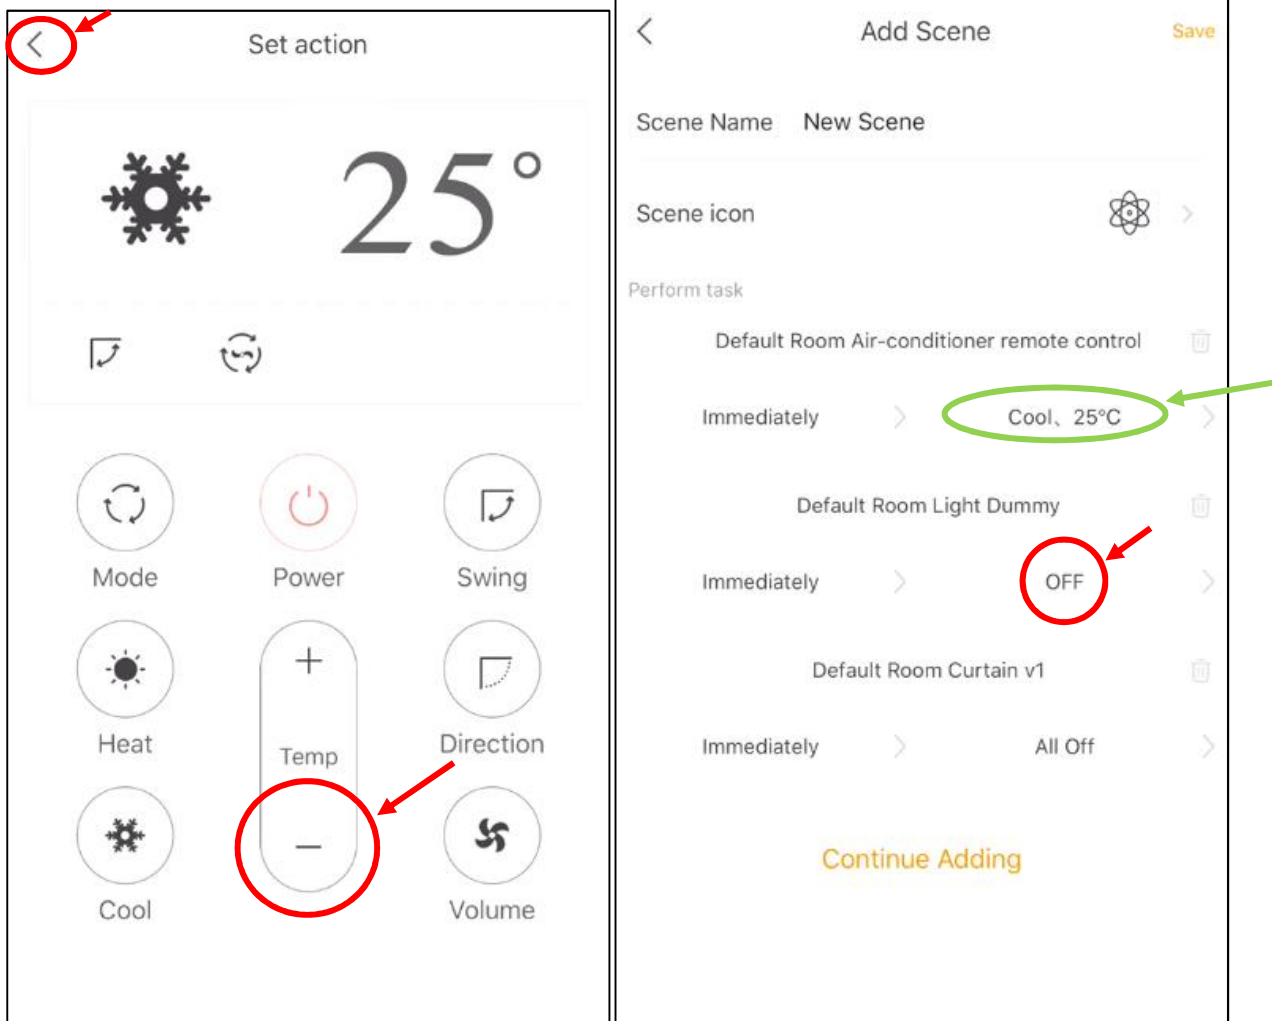 Set action
25°
Mode
Power
Swing
Heat
Temp
Direction
Cool
Volume
Add Scene
Save
Scene Name New Scene
Scene icon
Perform task
Default Room Air-conditioner remote control
Immediately Cool、25°C
Default Room Light Dummy
Immediately OFF
Default Room Curtain v1
Immediately All Off
Continue Adding